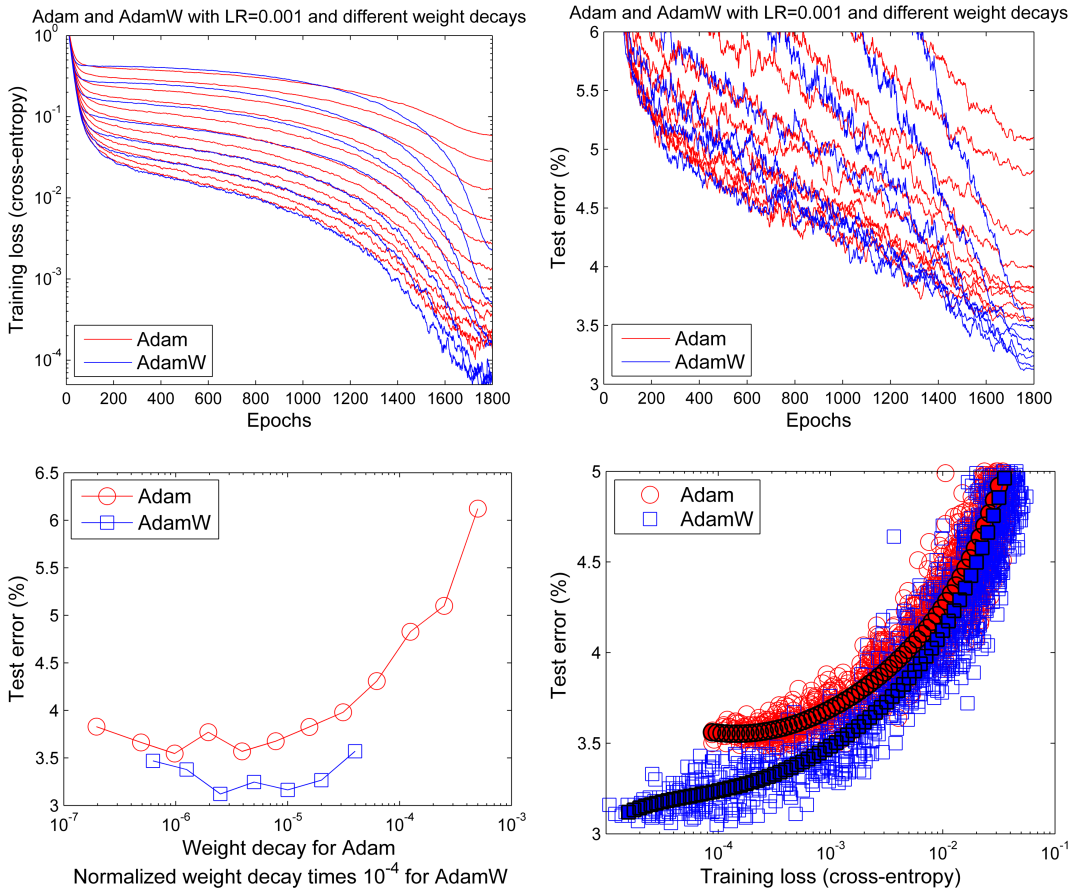 Adam and AdamW with LR=0.001 and different weight decays
10^0
10^-1
10^-2
10^-3
10^-4
Training loss (cross-entropy)
Adam
AdamW
0 200 400 600 800 1000 1200 1400 1600 1800
Epochs
Adam and AdamW with LR=0.001 and different weight decays
6
5.5
5
4.5
4
3.5
3
Test error (%)
Adam
AdamW
200 400 600 800 1000 1200 1400 1600 1800
Epochs
6.5
6
5.5
5
4.5
4
3.5
3
Test error (%)
Adam
AdamW
10^-7 10^-6 10^-5 10^-4 10^-3
Weight decay for Adam
Normalized weight decay times 10^-4 for AdamW
5
4.5
4
3.5
3
Test error (%)
Adam
AdamW
10^-4 10^-3 10^-2 10^-1
Training loss (cross-entropy)